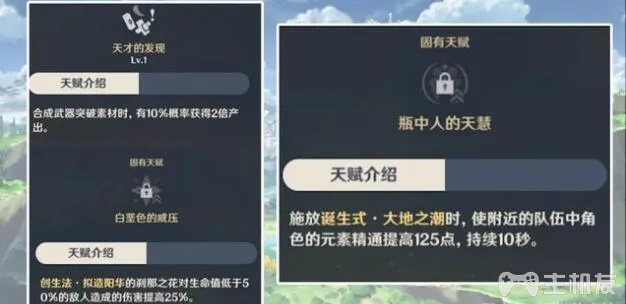 天才的发现
Lv.1
天赋介绍
合成武器突破素材时，有10%概率获得2倍产
出。
固有天赋
白垩色的威压
天赋介绍
创生法·拟造阳华的刹那之花对生命值低于5
0%的敌人造成的伤害提高25%。
固有天赋
瓶中人的天慧
天赋介绍
施放诞生式·大地之潮时，使附近的队伍中角
色的元素精通提高125点，持续10秒。
主机友